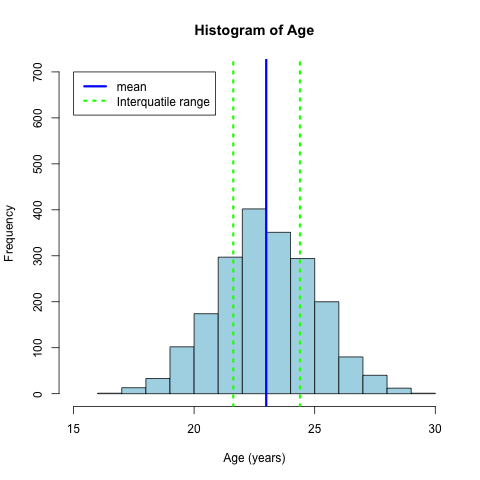 Histogram of Age
mean
Interquatile range
Frequency
700
600
500
400
300
200
100
0
15 20 25 30
Age (years)